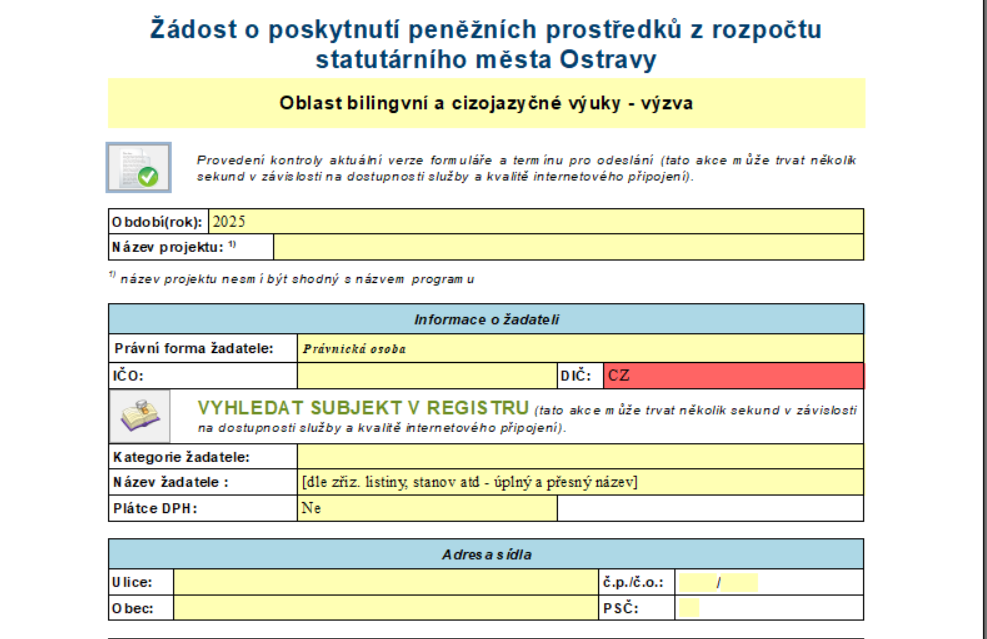 Žádost o poskytnutí peněžních prostředků z rozpočtu
statutárního města Ostravy
Oblast bilingvní a cizojazyčné výuky - výzva
Provedení kontroly aktuální verze formuláře a termínu pro odeslání (tato akce může trvat několik
sekund v závislosti na dostupnosti služby a kvalitě internetového připojení).
Období(rok): 2025
Název projektu: 1)
1) název projektu nesmí být shodný s názvem programu
Informace o žadateli
Právní forma žadatele: Právnická osoba
IČO: DIČ: CZ
VYHLEDAT SUBJEKT V REGISTRU (tato akce může trvat několik sekund v závislosti
na dostupnosti služby a kvalitě internetového připojení).
Kategorie žadatele:
Název žadatele : [dle zřiz. listiny, stanov atd - úplný a přesný název]
Plátce DPH: Ne
Adresa sídla
Ulice: č.p./č.o.: /
Obec: PSČ: